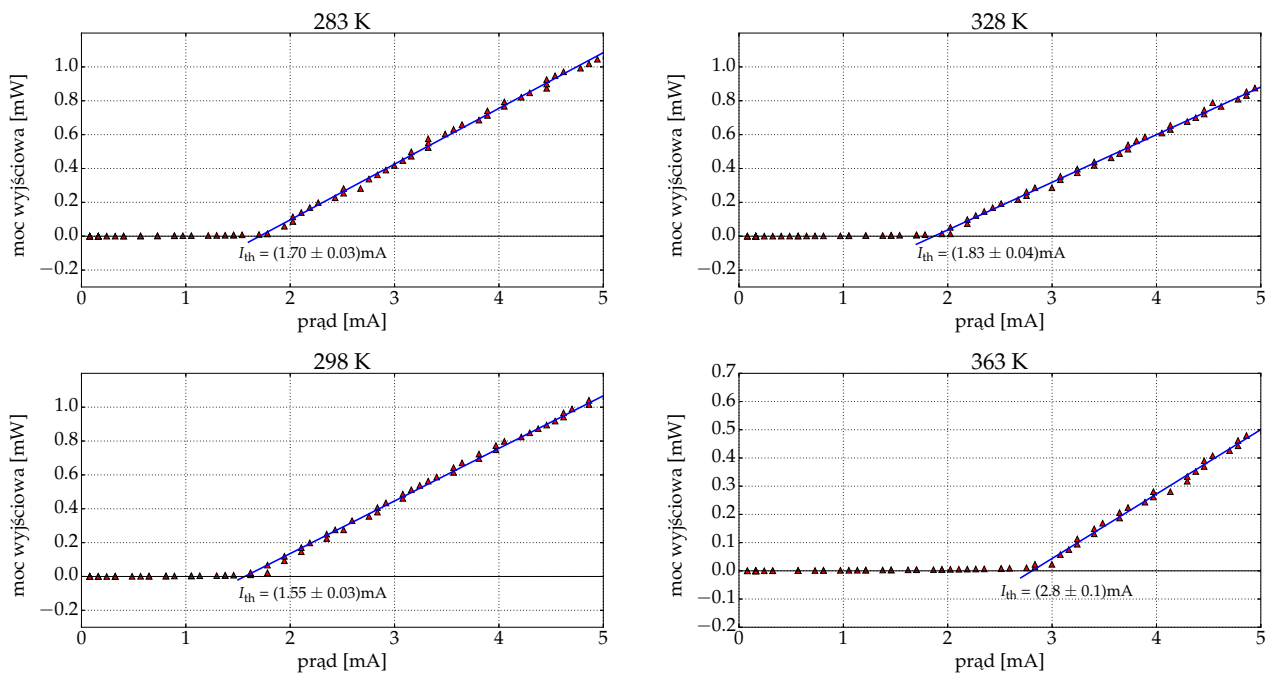 283 K
moc wyjściowa [mW]
1.0
0.8
0.6
0.4
0.2
0.0
−0.2
I_th = (1.70 ± 0.03)mA
0 1 2 3 4 5
prąd [mA]
328 K
moc wyjściowa [mW]
1.0
0.8
0.6
0.4
0.2
0.0
−0.2
I_th = (1.83 ± 0.04)mA
0 1 2 3 4 5
prąd [mA]
298 K
moc wyjściowa [mW]
1.0
0.8
0.6
0.4
0.2
0.0
−0.2
I_th = (1.55 ± 0.03)mA
0 1 2 3 4 5
prąd [mA]
363 K
moc wyjściowa [mW]
0.7
0.6
0.5
0.4
0.3
0.2
0.1
0.0
−0.1
−0.2
I_th = (2.8 ± 0.1)mA
0 1 2 3 4 5
prąd [mA]